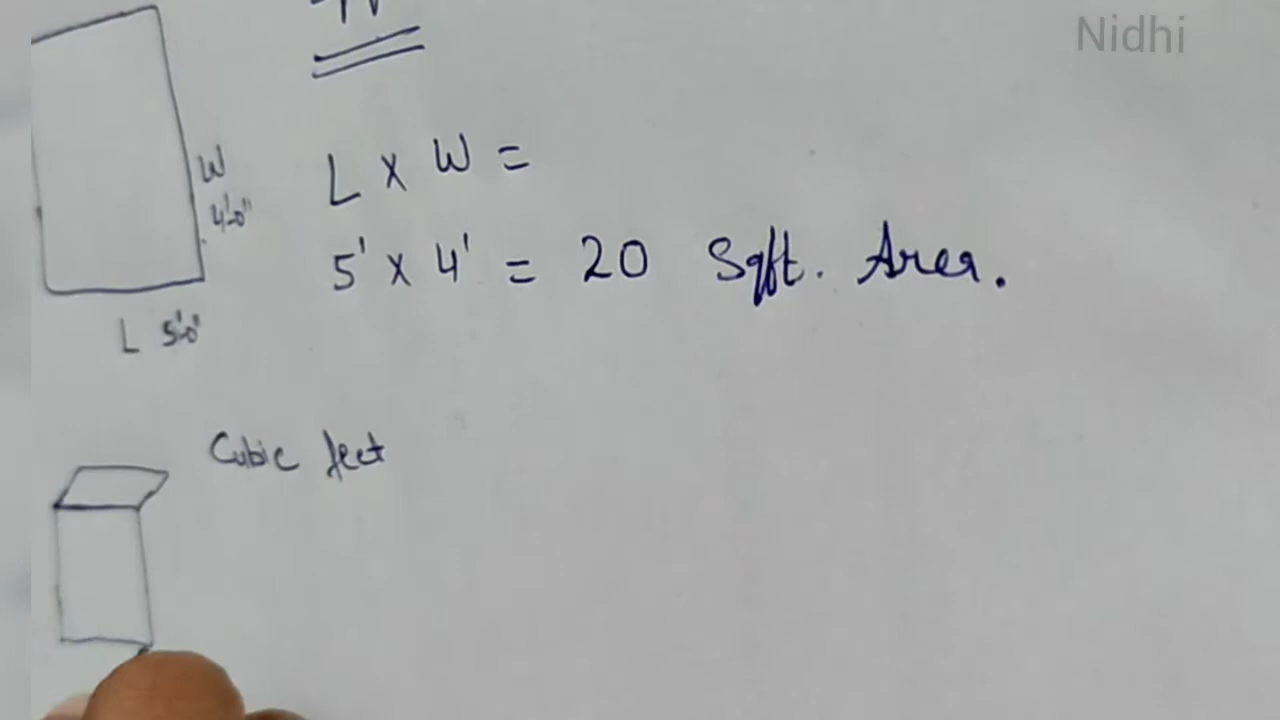 Nidhi
L x W =
W
4'-0"
5' x 4' = 20 Sqft. Area.
L 5'-0"
Cubic feet